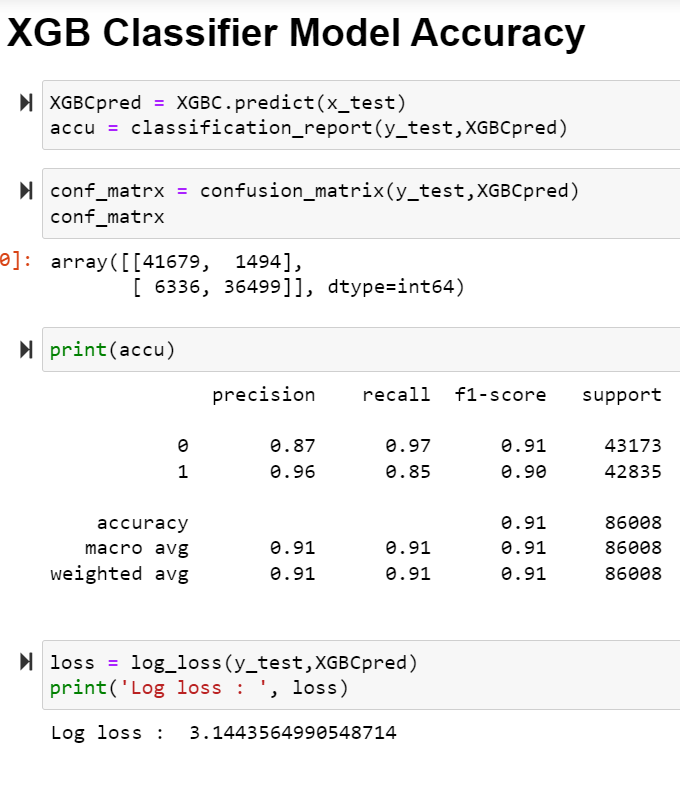 XGB Classifier Model Accuracy
XGBCpred = XGBC.predict(x_test)
accu = classification_report(y_test,XGBCpred)
conf_matrx = confusion_matrix(y_test,XGBCpred)
conf_matrx
0]: array([[41679,  1494],
       [ 6336, 36499]], dtype=int64)
print(accu)
              precision    recall  f1-score   support
           0       0.87      0.97      0.91     43173
           1       0.96      0.85      0.90     42835
    accuracy                           0.91     86008
   macro avg       0.91      0.91      0.91     86008
weighted avg       0.91      0.91      0.91     86008
loss = log_loss(y_test,XGBCpred)
print('Log loss : ', loss)
Log loss :  3.1443564990548714